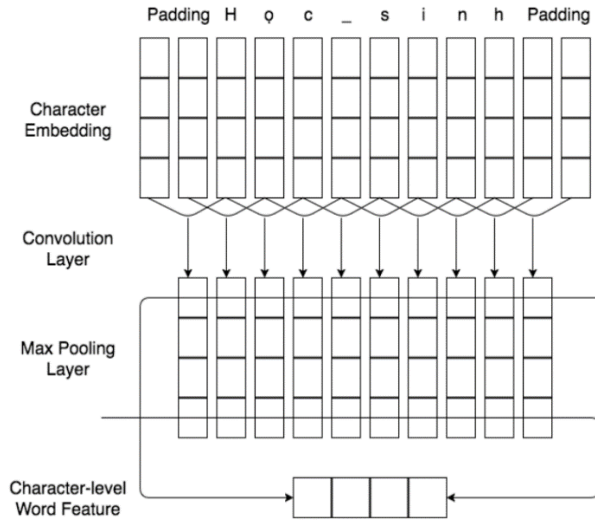 Padding H ọ c _ s i n h Padding
Character
Embedding
Convolution
Layer
Max Pooling
Layer
Character-level
Word Feature